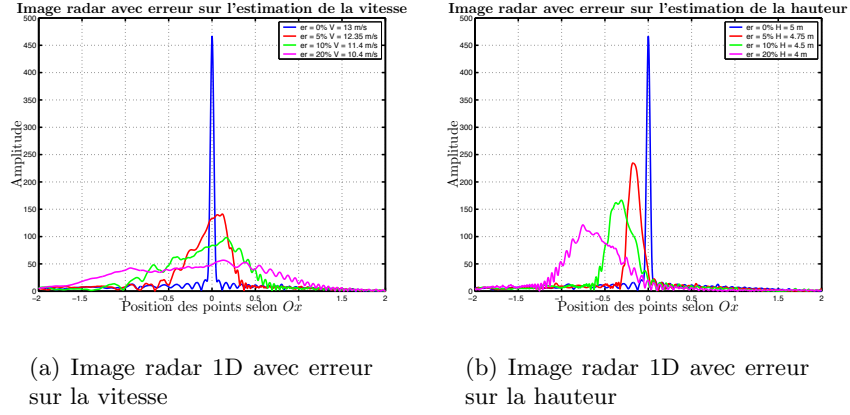 Image radar avec erreur sur l'estimation de la vitesse
500
450
400
350
300
250
200
150
100
50
0
Amplitude
er = 0% V = 13 m/s
er = 5% V = 12.35 m/s
er = 10% V = 11.4 m/s
er = 20% V = 10.4 m/s
-2 -1.5 -1 -0.5 0 0.5 1 1.5 2
Position des points selon Ox
(a) Image radar 1D avec erreur
sur la vitesse
Image radar avec erreur sur l'estimation de la hauteur
500
450
400
350
300
250
200
150
100
50
0
Amplitude
er = 0% H = 5 m
er = 5% H = 4.75 m
er = 10% H = 4.5 m
er = 20% H = 4 m
-2 -1.5 -1 -0.5 0 0.5 1 1.5 2
Position des points selon Ox
(b) Image radar 1D avec erreur
sur la hauteur